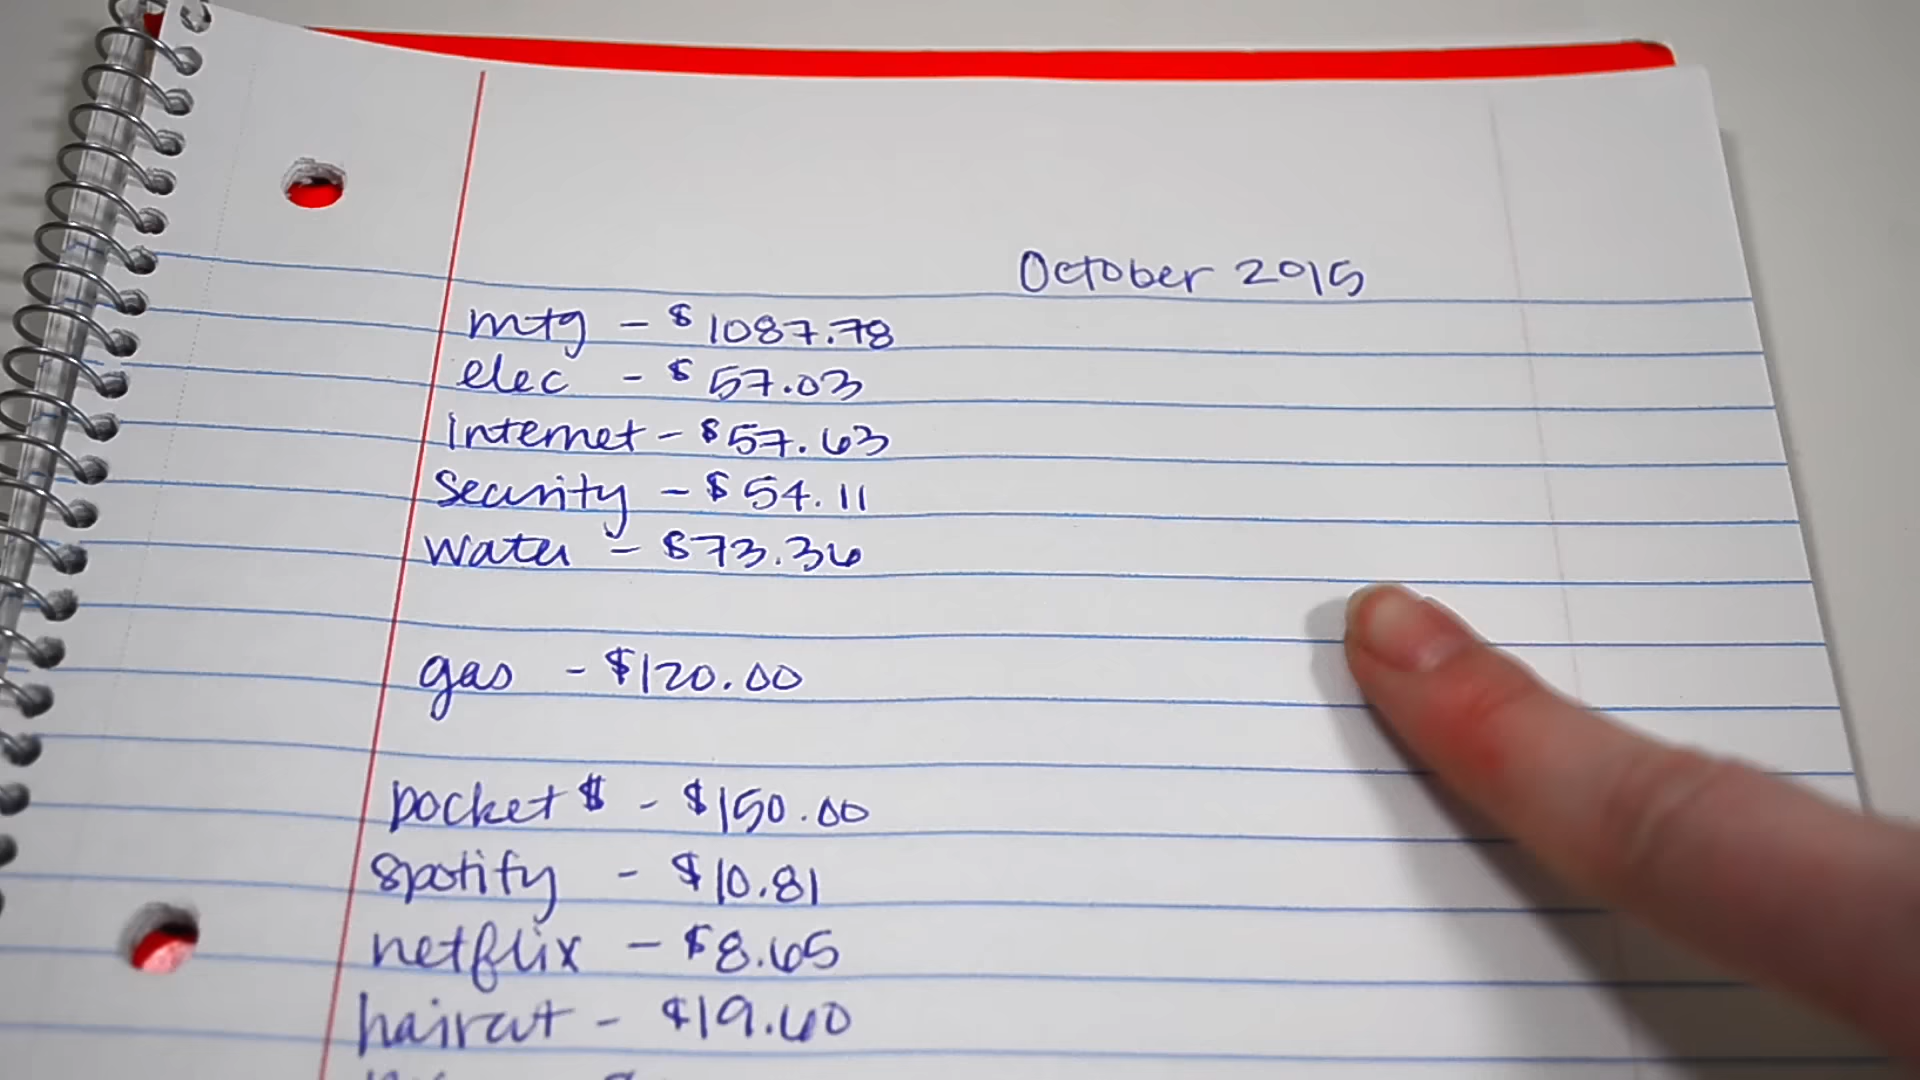 October 2015
mtg - $1087.78
elec - $57.03
Internet - $57.63
Security - $54.11
Water - $73.36
gas - $120.00
pocket $ - $150.00
spotify - $10.81
netflix - $8.65
haircut - $19.60